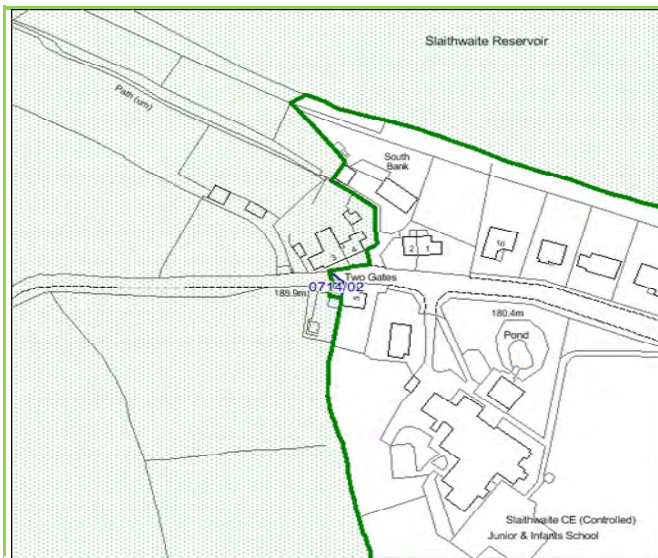 Slaithwaite Reservoir
Path (um)
South
Bank
16
2 1
3 4
Two Gates
0714/02
185.9m
5
180.4m
Pond
Slaithwaite CE (Controlled)
Junior & Infants School